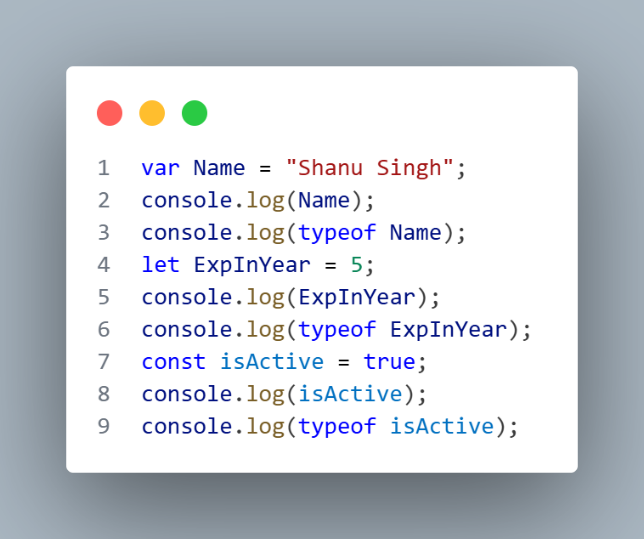 1 var Name = "Shanu Singh";
2 console.log(Name);
3 console.log(typeof Name);
4 let ExpInYear = 5;
5 console.log(ExpInYear);
6 console.log(typeof ExpInYear);
7 const isActive = true;
8 console.log(isActive);
9 console.log(typeof isActive);